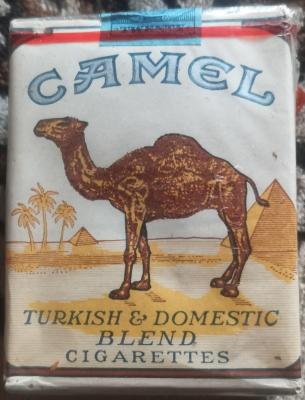 CAMEL
TURKISH & DOMESTIC
BLEND
CIGARETTES